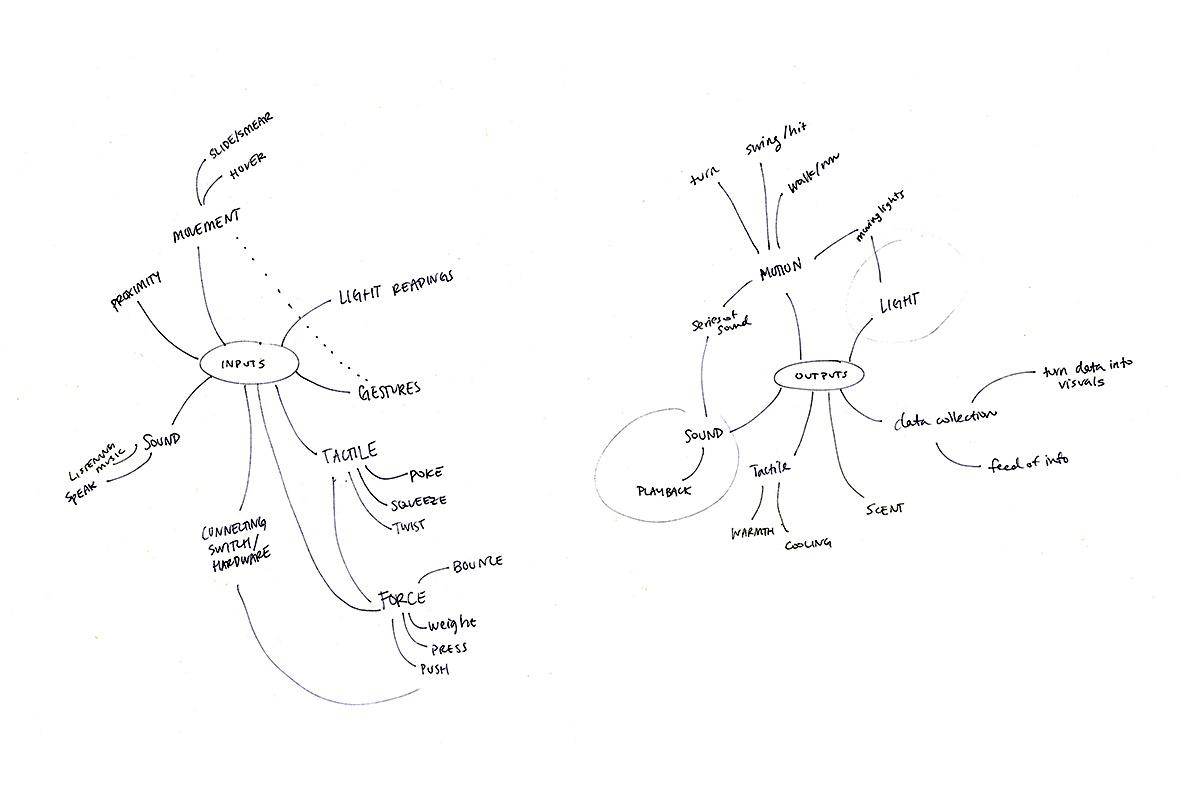 SLIDE/SMEAR
HOVER
MOVEMENT
PROXIMITY
LIGHT READINGS
INPUTS
GESTURES
SOUND
LISTENING
MUSIC
SPEAK
TACTILE
POKE
SQUEEZE
TWIST
CONNECTING
SWITCH/
HARDWARE
BOUNCE
FORCE
weight
PRESS
PUSH
swing/hit
turn
walk/run
moving lights
MOTION
LIGHT
series of
sound
OUTPUTS
turn data into
visuals
data collection
feed of info
SOUND
PLAYBACK
Tactile
WARMTH
COOLING
SCENT